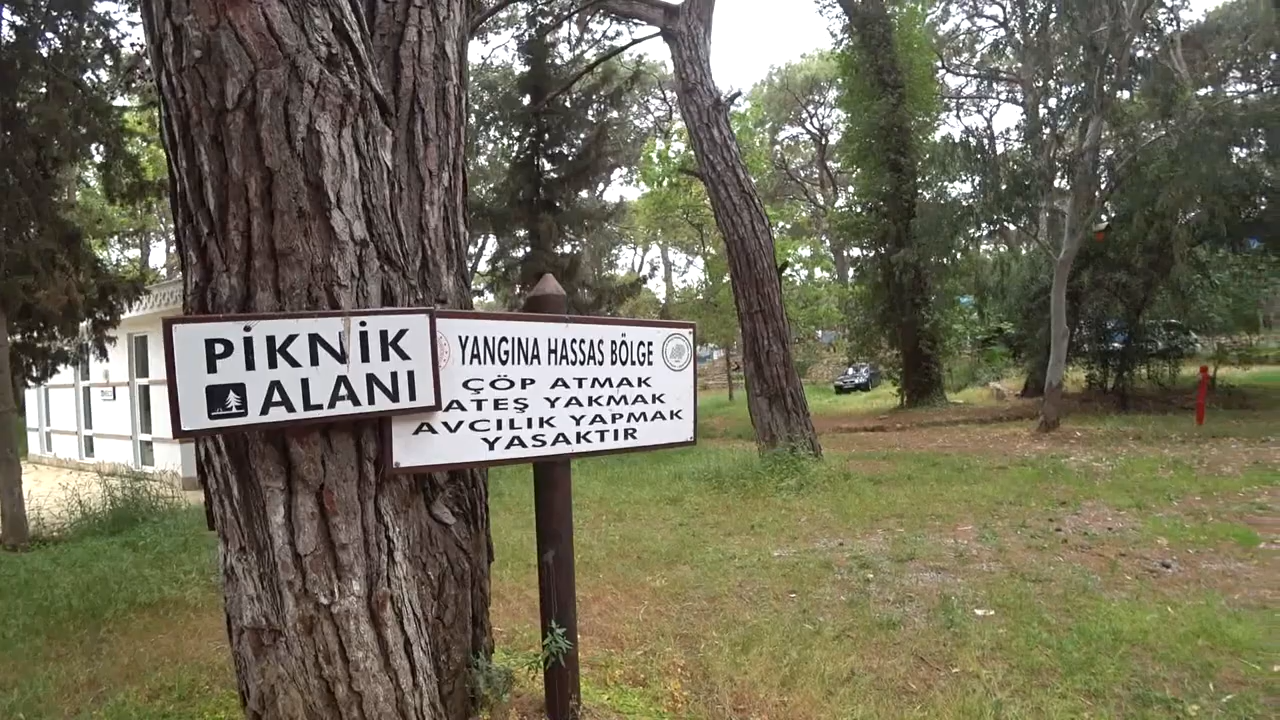 PİKNİK
ALANI
YANGINA HASSAS BÖLGE
ÇÖP ATMAK
ATEŞ YAKMAK
AVCILIK YAPMAK
YASAKTIR